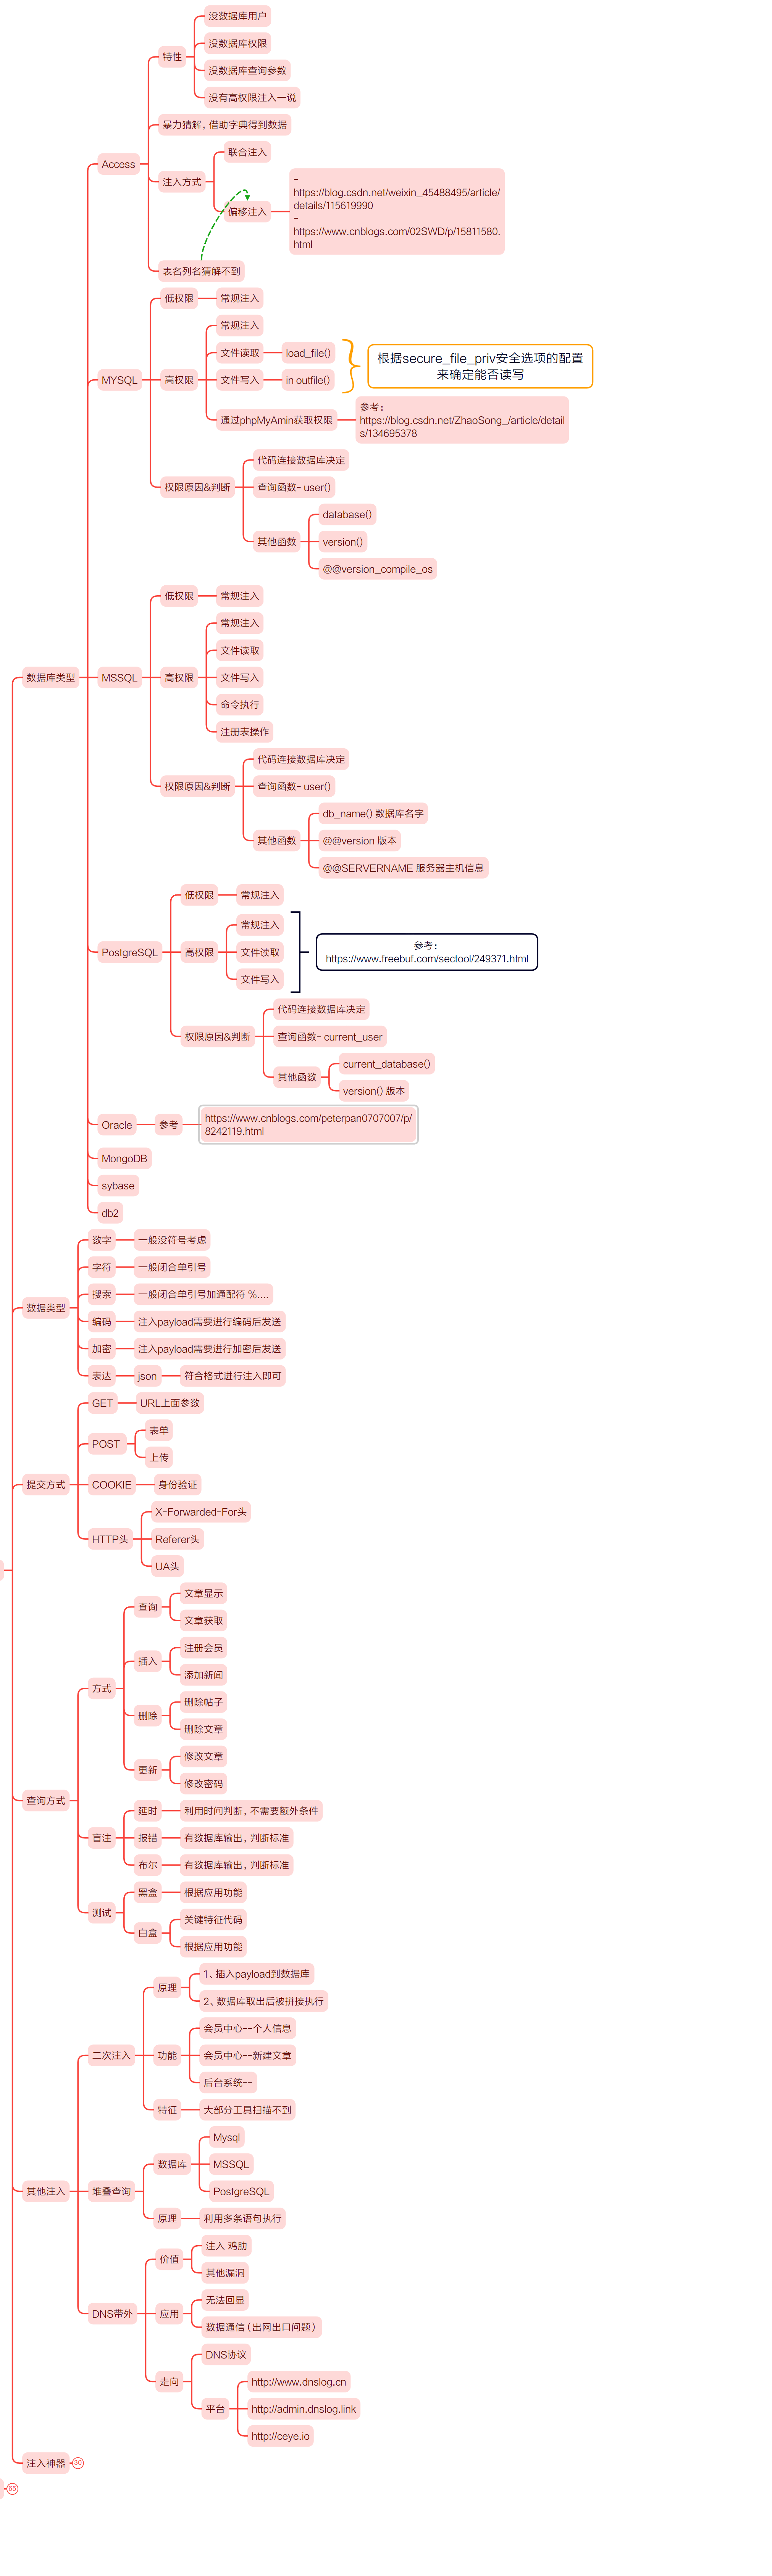 没数据库用户
没数据库权限
特性
没数据库查询参数
没有高权限注入一说
暴力猜解，借助字典得到数据
Access
联合注入
注入方式
-
https://blog.csdn.net/weixin_45488495/article/
details/115619990
-
https://www.cnblogs.com/02SWD/p/15811580.
html
偏移注入
表名列名猜解不到
低权限
常规注入
常规注入
文件读取
load_file()
根据secure_file_priv安全选项的配置
来确定能否读写
MYSQL
高权限
文件写入
in outfile()
通过phpMyAmin获取权限
参考：
https://blog.csdn.net/ZhaoSong_/article/detail
s/134695378
代码连接数据库决定
权限原因&判断
查询函数- user()
database()
其他函数
version()
@@version_compile_os
低权限
常规注入
常规注入
文件读取
数据库类型
MSSQL
高权限
文件写入
命令执行
注册表操作
代码连接数据库决定
权限原因&判断
查询函数- user()
db_name() 数据库名字
其他函数
@@version 版本
@@SERVERNAME 服务器主机信息
低权限
常规注入
常规注入
PostgreSQL
高权限
文件读取
参考：
https://www.freebuf.com/sectool/249371.html
文件写入
代码连接数据库决定
权限原因&判断
查询函数- current_user
current_database()
其他函数
version() 版本
Oracle
参考
https://www.cnblogs.com/peterpan0707007/p/
8242119.html
MongoDB
sybase
db2
数字
一般没符号考虑
字符
一般闭合单引号
搜索
一般闭合单引号加通配符 %....
数据类型
编码
注入payload需要进行编码后发送
加密
注入payload需要进行加密后发送
表达
json
符合格式进行注入即可
GET
URL上面参数
表单
POST
上传
提交方式
COOKIE
身份验证
X-Forwarded-For头
HTTP头
Referer头
UA头
文章显示
查询
文章获取
注册会员
插入
添加新闻
方式
删除帖子
删除
删除文章
修改文章
更新
修改密码
查询方式
延时
利用时间判断，不需要额外条件
盲注
报错
有数据库输出，判断标准
布尔
有数据库输出，判断标准
黑盒
根据应用功能
测试
关键特征代码
白盒
根据应用功能
1、插入payload到数据库
原理
2、数据库取出后被拼接执行
会员中心--个人信息
二次注入
功能
会员中心--新建文章
后台系统--
特征
大部分工具扫描不到
Mysql
数据库
MSSQL
其他注入
堆叠查询
PostgreSQL
原理
利用多条语句执行
注入 鸡肋
价值
其他漏洞
无法回显
DNS带外
应用
数据通信（出网出口问题）
DNS协议
走向
http://www.dnslog.cn
平台
http://admin.dnslog.link
http://ceye.io
注入神器
30
65